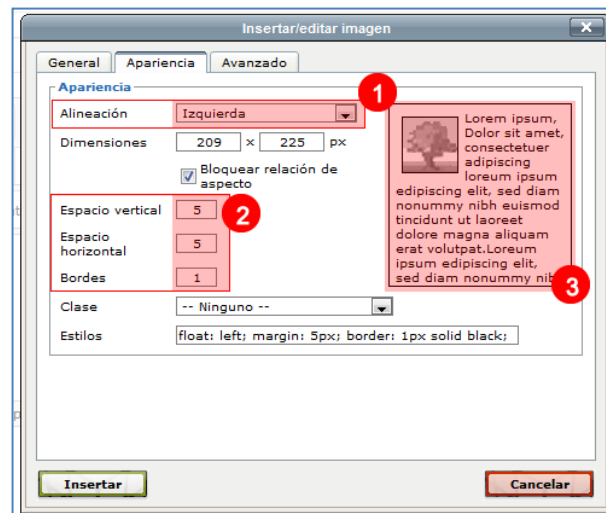 Insertar/editar imagen
X
General
Apariencia
Avanzado
Apariencia
1
Alineación
Izquierda
Dimensiones
209 x 225 px
Bloquear relación de
aspecto
Espacio vertical
5
2
Espacio
horizontal
5
Bordes
1
Lorem ipsum,
Dolor sit amet,
consectetuer
adipiscing
loreum ipsum
edipiscing elit, sed diam
nonummy nibh euismod
tincidunt ut laoreet
dolore magna aliquam
erat volutpat.Loreum
ipsum edipiscing elit,
sed diam nonummy nib
3
Clase
-- Ninguno --
Estilos
float: left; margin: 5px; border: 1px solid black;
Insertar
Cancelar